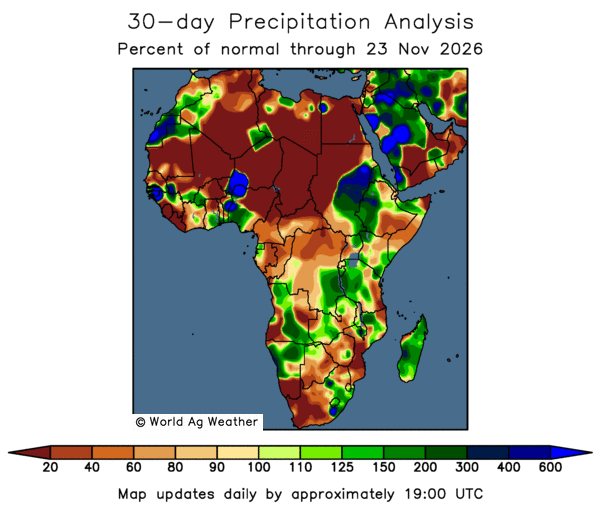 30-day Precipitation Analysis
Percent of normal through 23 Nov 2026
© World Ag Weather
20 40 60 80 90 100 110 125 150 200 300 400 600
Map updates daily by approximately 19:00 UTC